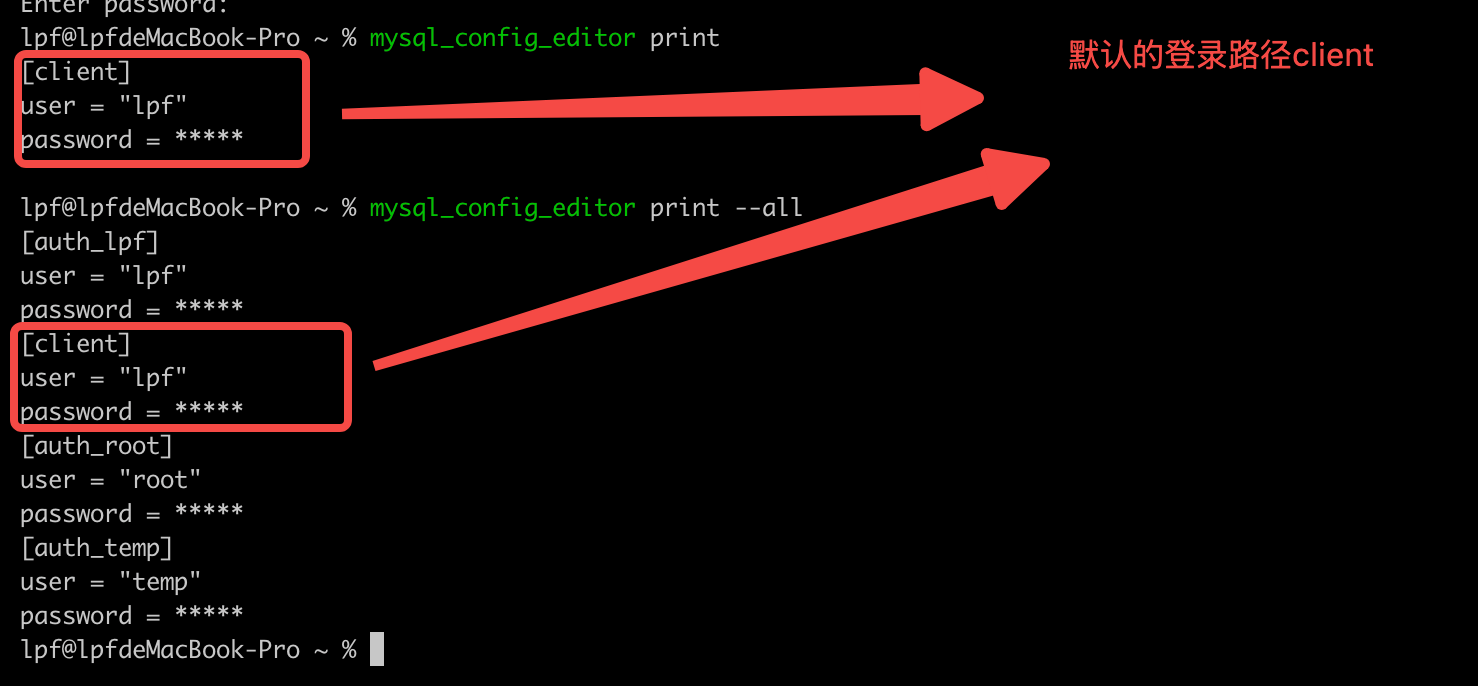 Enter password:
lpf@lpfdeMacBook-Pro ~ % mysql_config_editor print
默认的登录路径client
[client]
user = "lpf"
password = *****
lpf@lpfdeMacBook-Pro ~ % mysql_config_editor print --all
[auth_lpf]
user = "lpf"
password = *****
[client]
user = "lpf"
password = *****
[auth_root]
user = "root"
password = *****
[auth_temp]
user = "temp"
password = *****
lpf@lpfdeMacBook-Pro ~ %